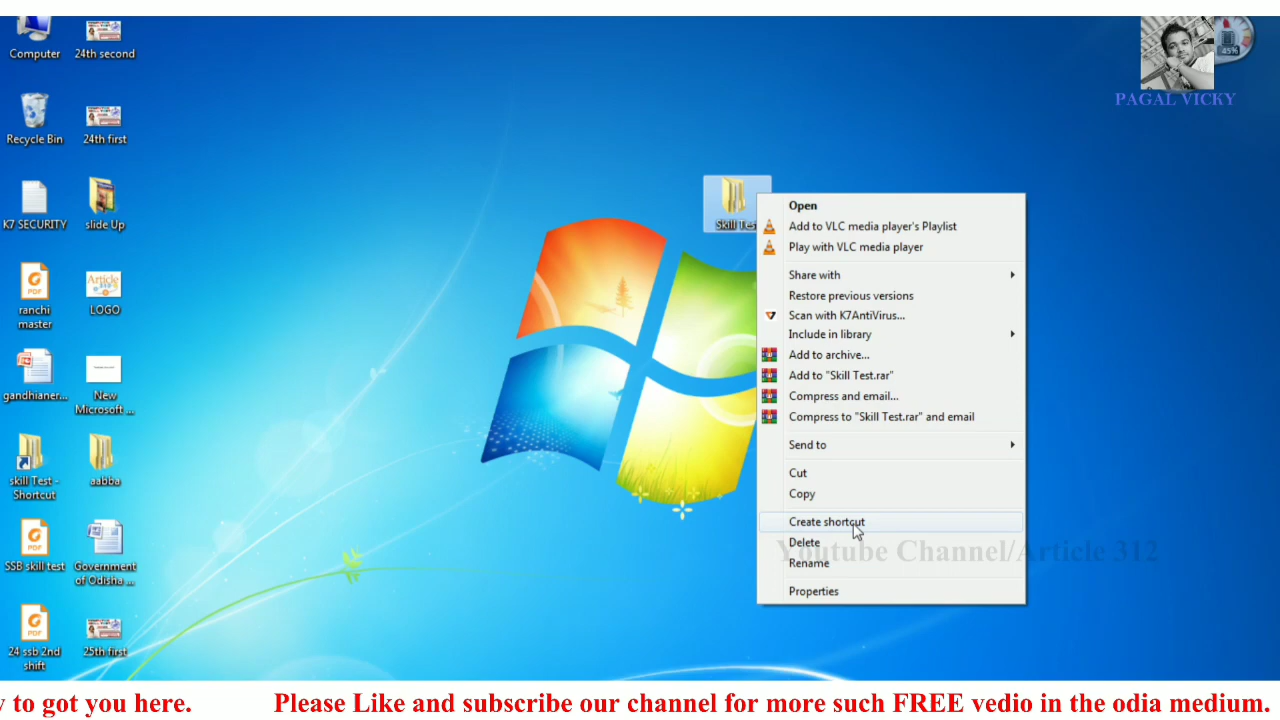 Computer
24th second
45%
PAGAL VICKY
Recycle Bin
24th first
K7 SECURITY
slide Up
Skill Tes
ranchi
master
Article
LOGO
gandhianer...
New
Microsoft ...
skill Test -
Shortcut
aabba
SSB skill test
Government
of Odisha ...
24 ssb 2nd
shift
25th first
Open
Add to VLC media player's Playlist
Play with VLC media player
Share with
Restore previous versions
Scan with K7AntiVirus...
Include in library
Add to archive...
Add to "Skill Test.rar"
Compress and email...
Compress to "Skill Test.rar" and email
Send to
Cut
Copy
Create shortcut
Delete
Youtube Channel/Article 312
Rename
Properties
y to got you here. Please Like and subscribe our channel for more such FREE vedio in the odia medium.